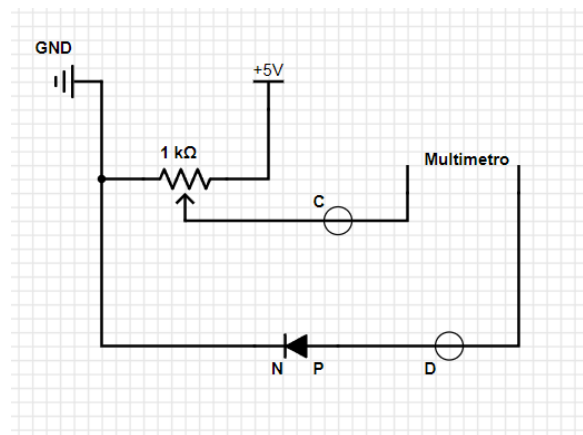 GND
+5V
1 kΩ
Multimetro
C
N P
D